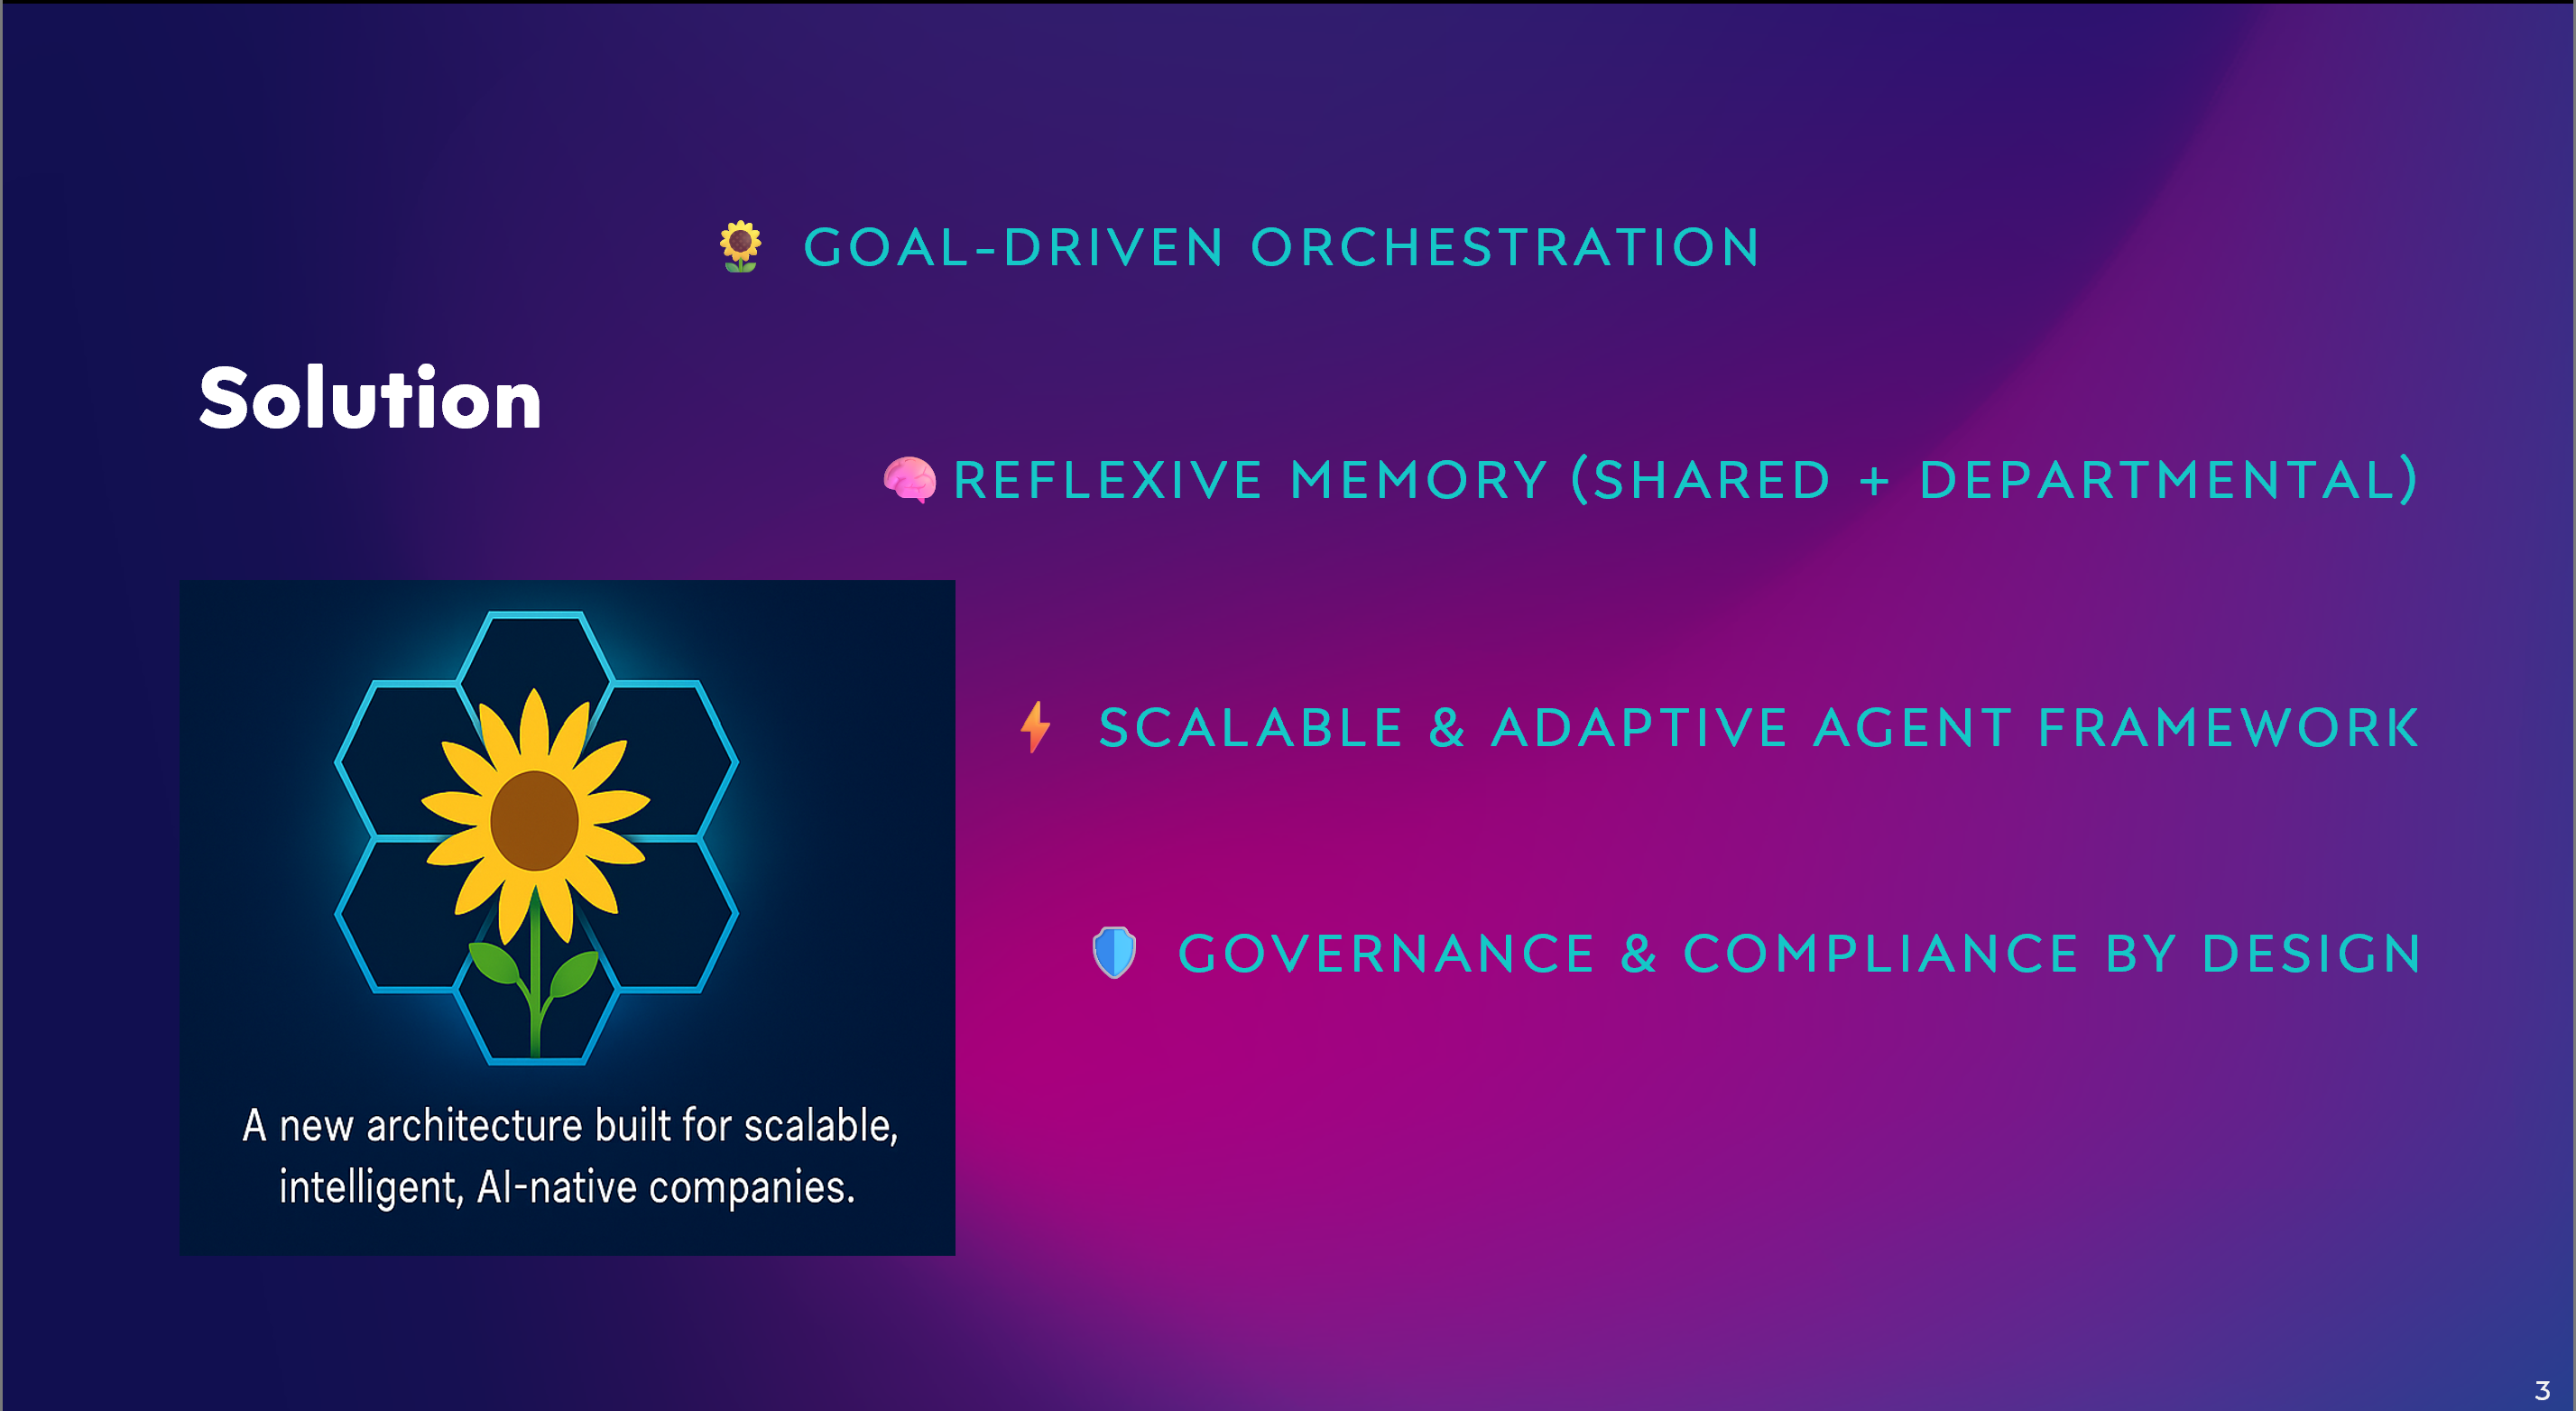 Solution
🌻 GOAL-DRIVEN ORCHESTRATION
🧠 REFLEXIVE MEMORY (SHARED + DEPARTMENTAL)
⚡ SCALABLE & ADAPTIVE AGENT FRAMEWORK
🛡️ GOVERNANCE & COMPLIANCE BY DESIGN
A new architecture built for scalable,
intelligent, AI-native companies.
3